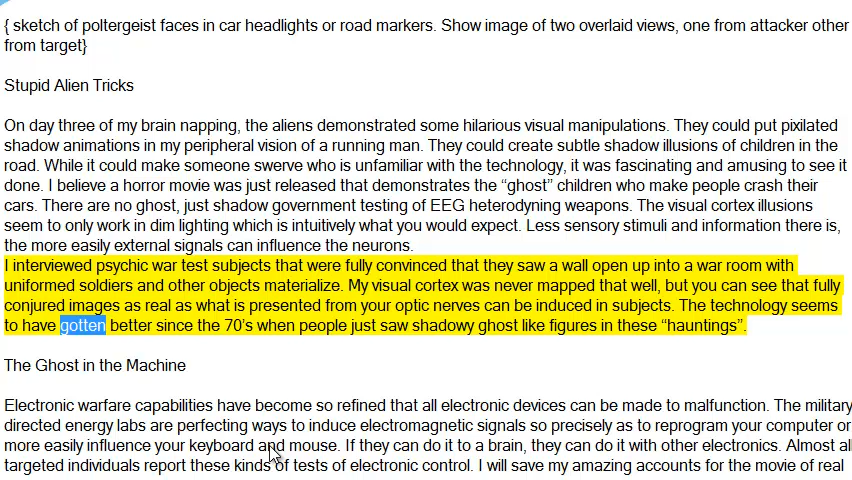 { sketch of poltergeist faces in car headlights or road markers. Show image of two overlaid views, one from attacker other
from target}
Stupid Alien Tricks
On day three of my brain napping, the aliens demonstrated some hilarious visual manipulations. They could put pixilated
shadow animations in my peripheral vision of a running man. They could create subtle shadow illusions of children in the
road. While it could make someone swerve who is unfamiliar with the technology, it was fascinating and amusing to see it
done. I believe a horror movie was just released that demonstrates the “ghost” children who make people crash their
cars. There are no ghost, just shadow government testing of EEG heterodyning weapons. The visual cortex illusions
seem to only work in dim lighting which is intuitively what you would expect. Less sensory stimuli and information there is,
the more easily external signals can influence the neurons.
I interviewed psychic war test subjects that were fully convinced that they saw a wall open up into a war room with
uniformed soldiers and other objects materialize. My visual cortex was never mapped that well, but you can see that fully
conjured images as real as what is presented from your optic nerves can be induced in subjects. The technology seems
to have gotten better since the 70’s when people just saw shadowy ghost like figures in these “hauntings”.
The Ghost in the Machine
Electronic warfare capabilities have become so refined that all electronic devices can be made to malfunction. The military
directed energy labs are perfecting ways to induce electromagnetic signals so precisely as to reprogram your computer or
more easily influence your keyboard and mouse. If they can do it to a brain, they can do it with other electronics. Almost all
targeted individuals report these kinds of tests of electronic control. I will save my amazing accounts for the movie of real